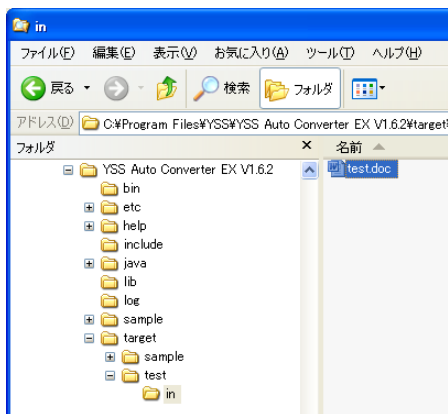 in
ファイル(F) 編集(E) 表示(V) お気に入り(A) ツール(T) ヘルプ(H)
戻る 検索 フォルダ
アドレス(D) C:¥Program Files¥YSS¥YSS Auto Converter EX V1.6.2¥target¥
フォルダ × 名前
YSS Auto Converter EX V1.6.2 test.doc
bin
etc
help
include
java
lib
log
sample
target
sample
test
in